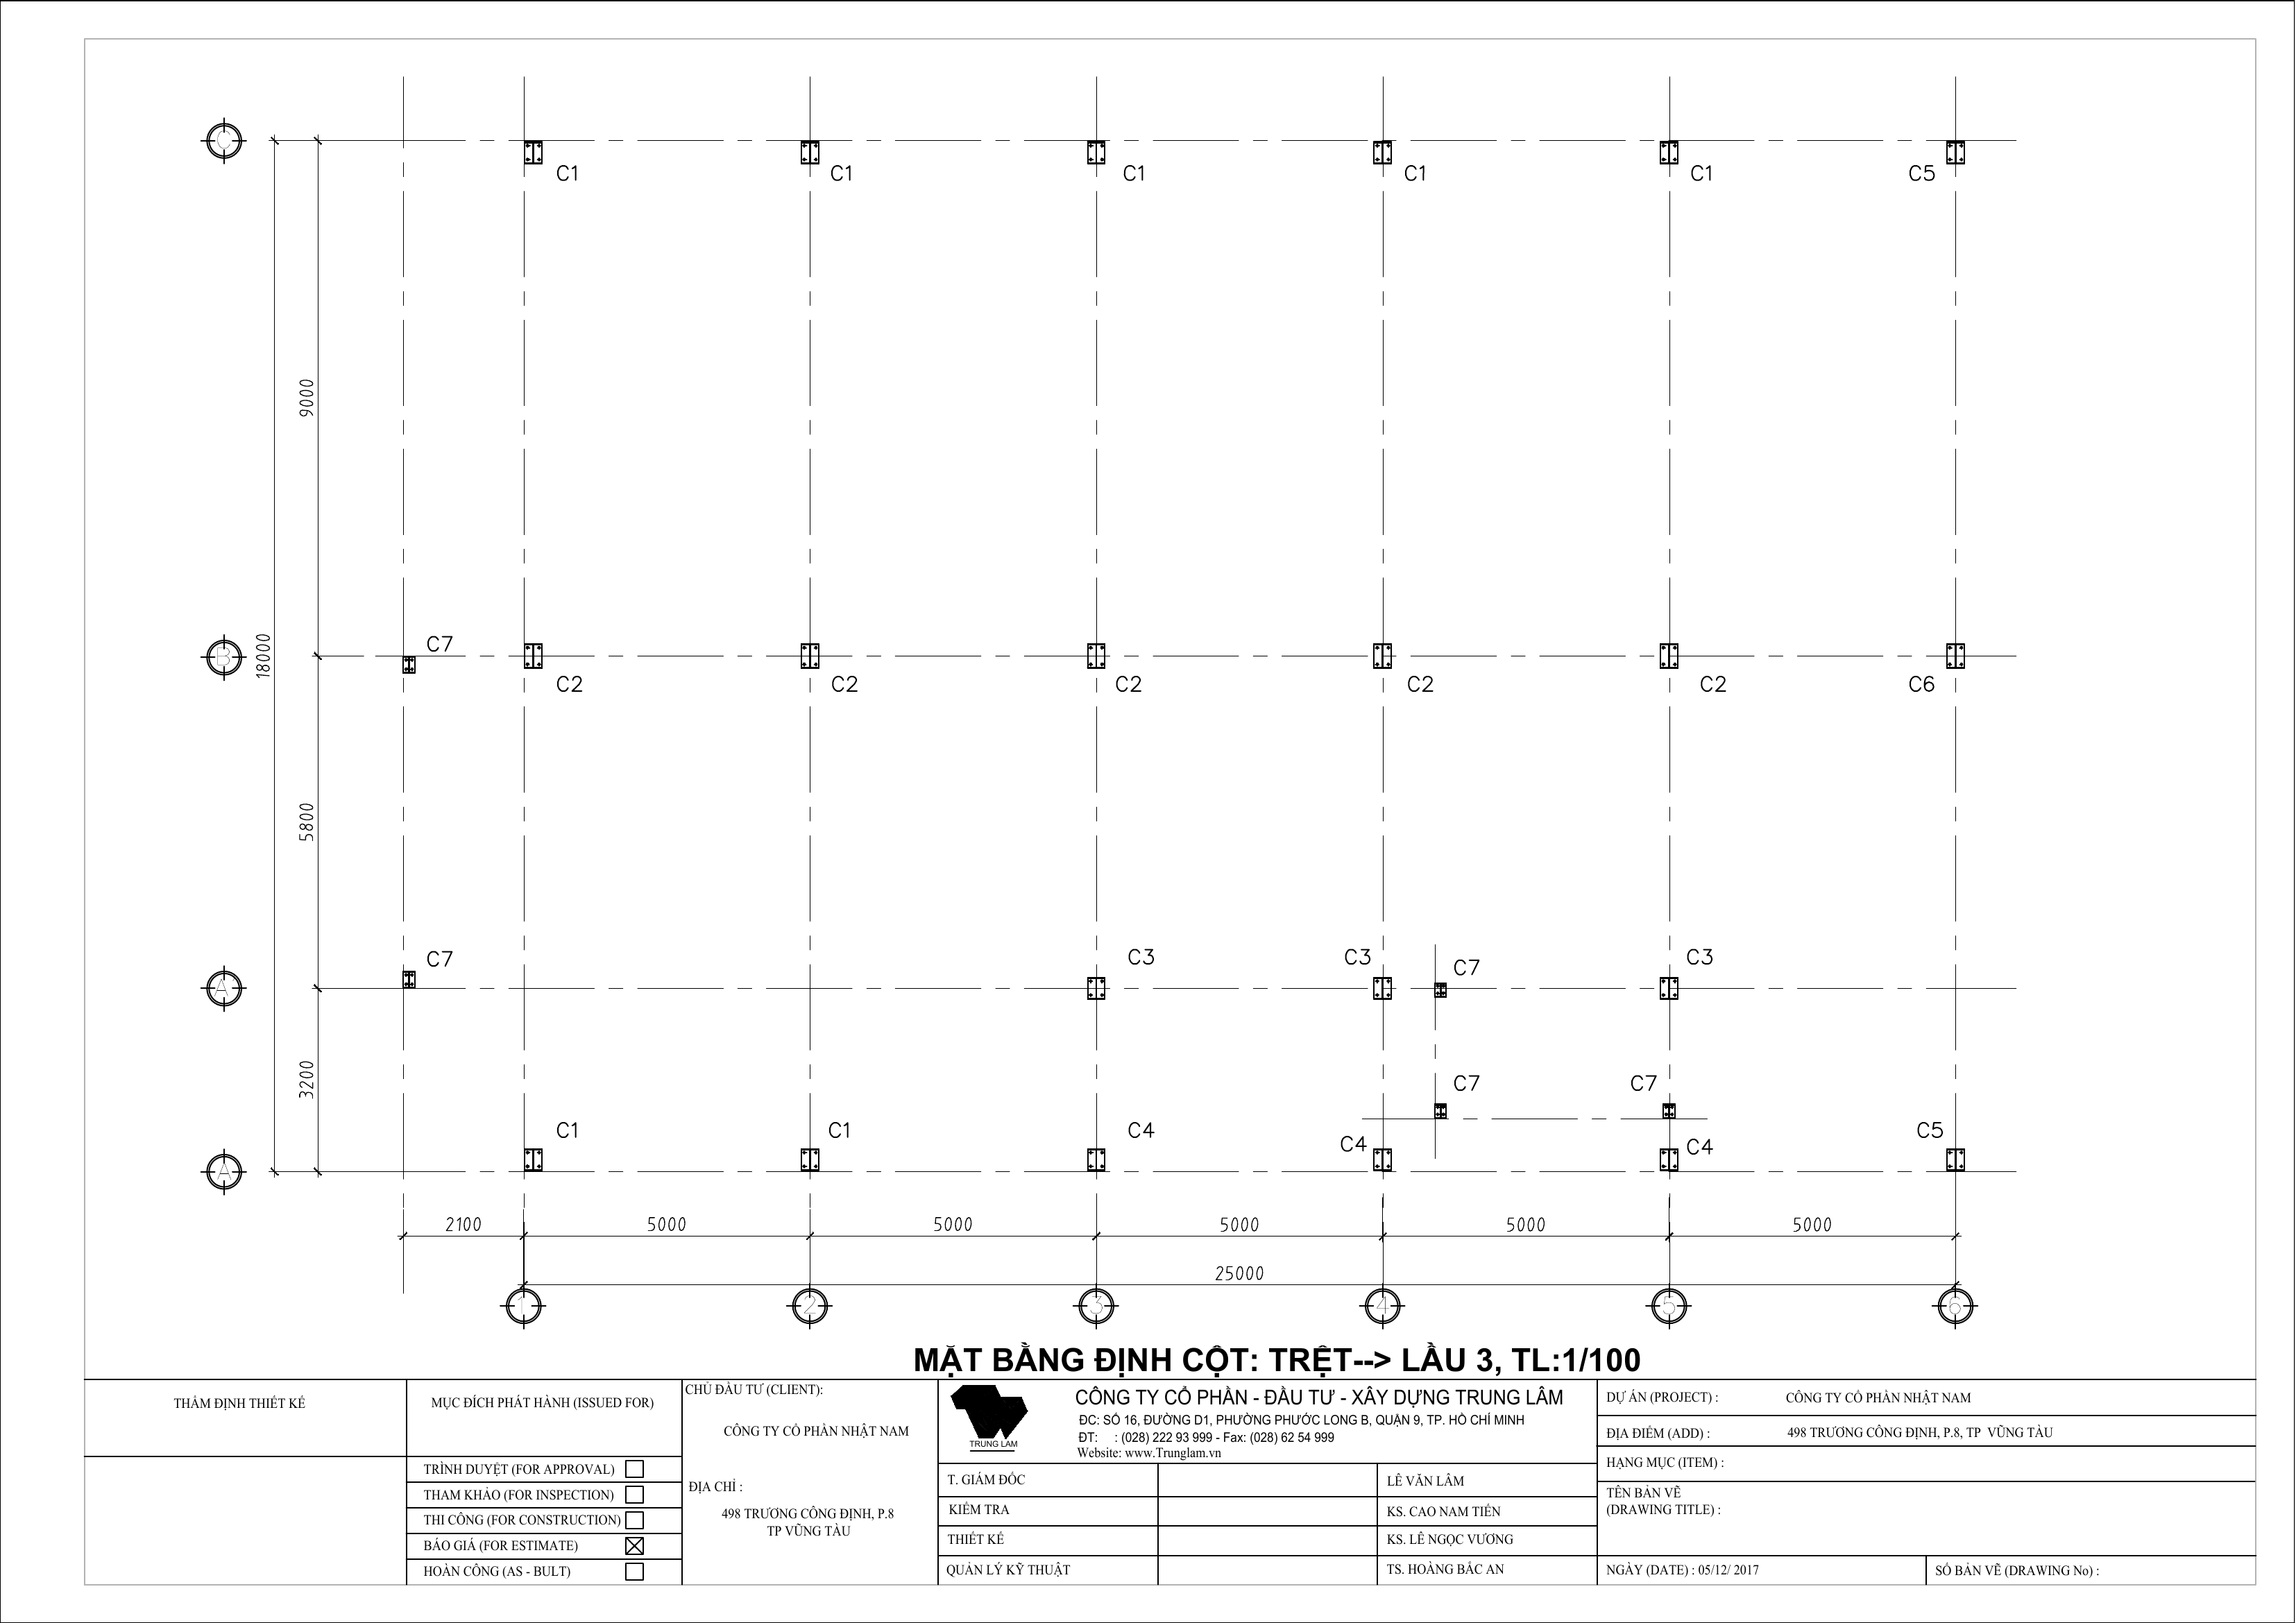 C
C1 C1 C1 C1 C1 C5
9000
18000
B
C7
C2 C2 C2 C2 C2 C6
5800
C7 C3 C3 C7 C3
A'
3200
C7 C7
C1 C1 C4 C4 C4 C5
A
2100 5000 5000 5000 5000 5000
25000
1 2 3 4 5 6
MẶT BẰNG ĐỊNH CỘT: TRỆT--> LẦU 3, TL:1/100
THẨM ĐỊNH THIẾT KẾ
MỤC ĐÍCH PHÁT HÀNH (ISSUED FOR)
TRÌNH DUYỆT (FOR APPROVAL)
THAM KHẢO (FOR INSPECTION)
THI CÔNG (FOR CONSTRUCTION)
BÁO GIÁ (FOR ESTIMATE)
HOÀN CÔNG (AS - BULT)
CHỦ ĐẦU TƯ (CLIENT):
CÔNG TY CỔ PHẦN NHẬT NAM
ĐỊA CHỈ :
498 TRƯƠNG CÔNG ĐỊNH, P.8
TP VŨNG TÀU
TRUNG LAM
CÔNG TY CỔ PHẦN - ĐẦU TƯ - XÂY DỰNG TRUNG LÂM
ĐC: SỐ 16, ĐƯỜNG D1, PHƯỜNG PHƯỚC LONG B, QUẬN 9, TP. HỒ CHÍ MINH
ĐT: : (028) 222 93 999 - Fax: (028) 62 54 999
Website: www.Trunglam.vn
T. GIÁM ĐỐC LÊ VĂN LÂM
KIỂM TRA KS. CAO NAM TIẾN
THIẾT KẾ KS. LÊ NGỌC VƯƠNG
QUẢN LÝ KỸ THUẬT TS. HOÀNG BẮC AN
DỰ ÁN (PROJECT) : CÔNG TY CỔ PHẦN NHẬT NAM
ĐỊA ĐIỂM (ADD) : 498 TRƯƠNG CÔNG ĐỊNH, P.8, TP VŨNG TÀU
HẠNG MỤC (ITEM) :
TÊN BẢN VẼ
(DRAWING TITLE) :
NGÀY (DATE) : 05/12/ 2017
SỐ BẢN VẼ (DRAWING No) :